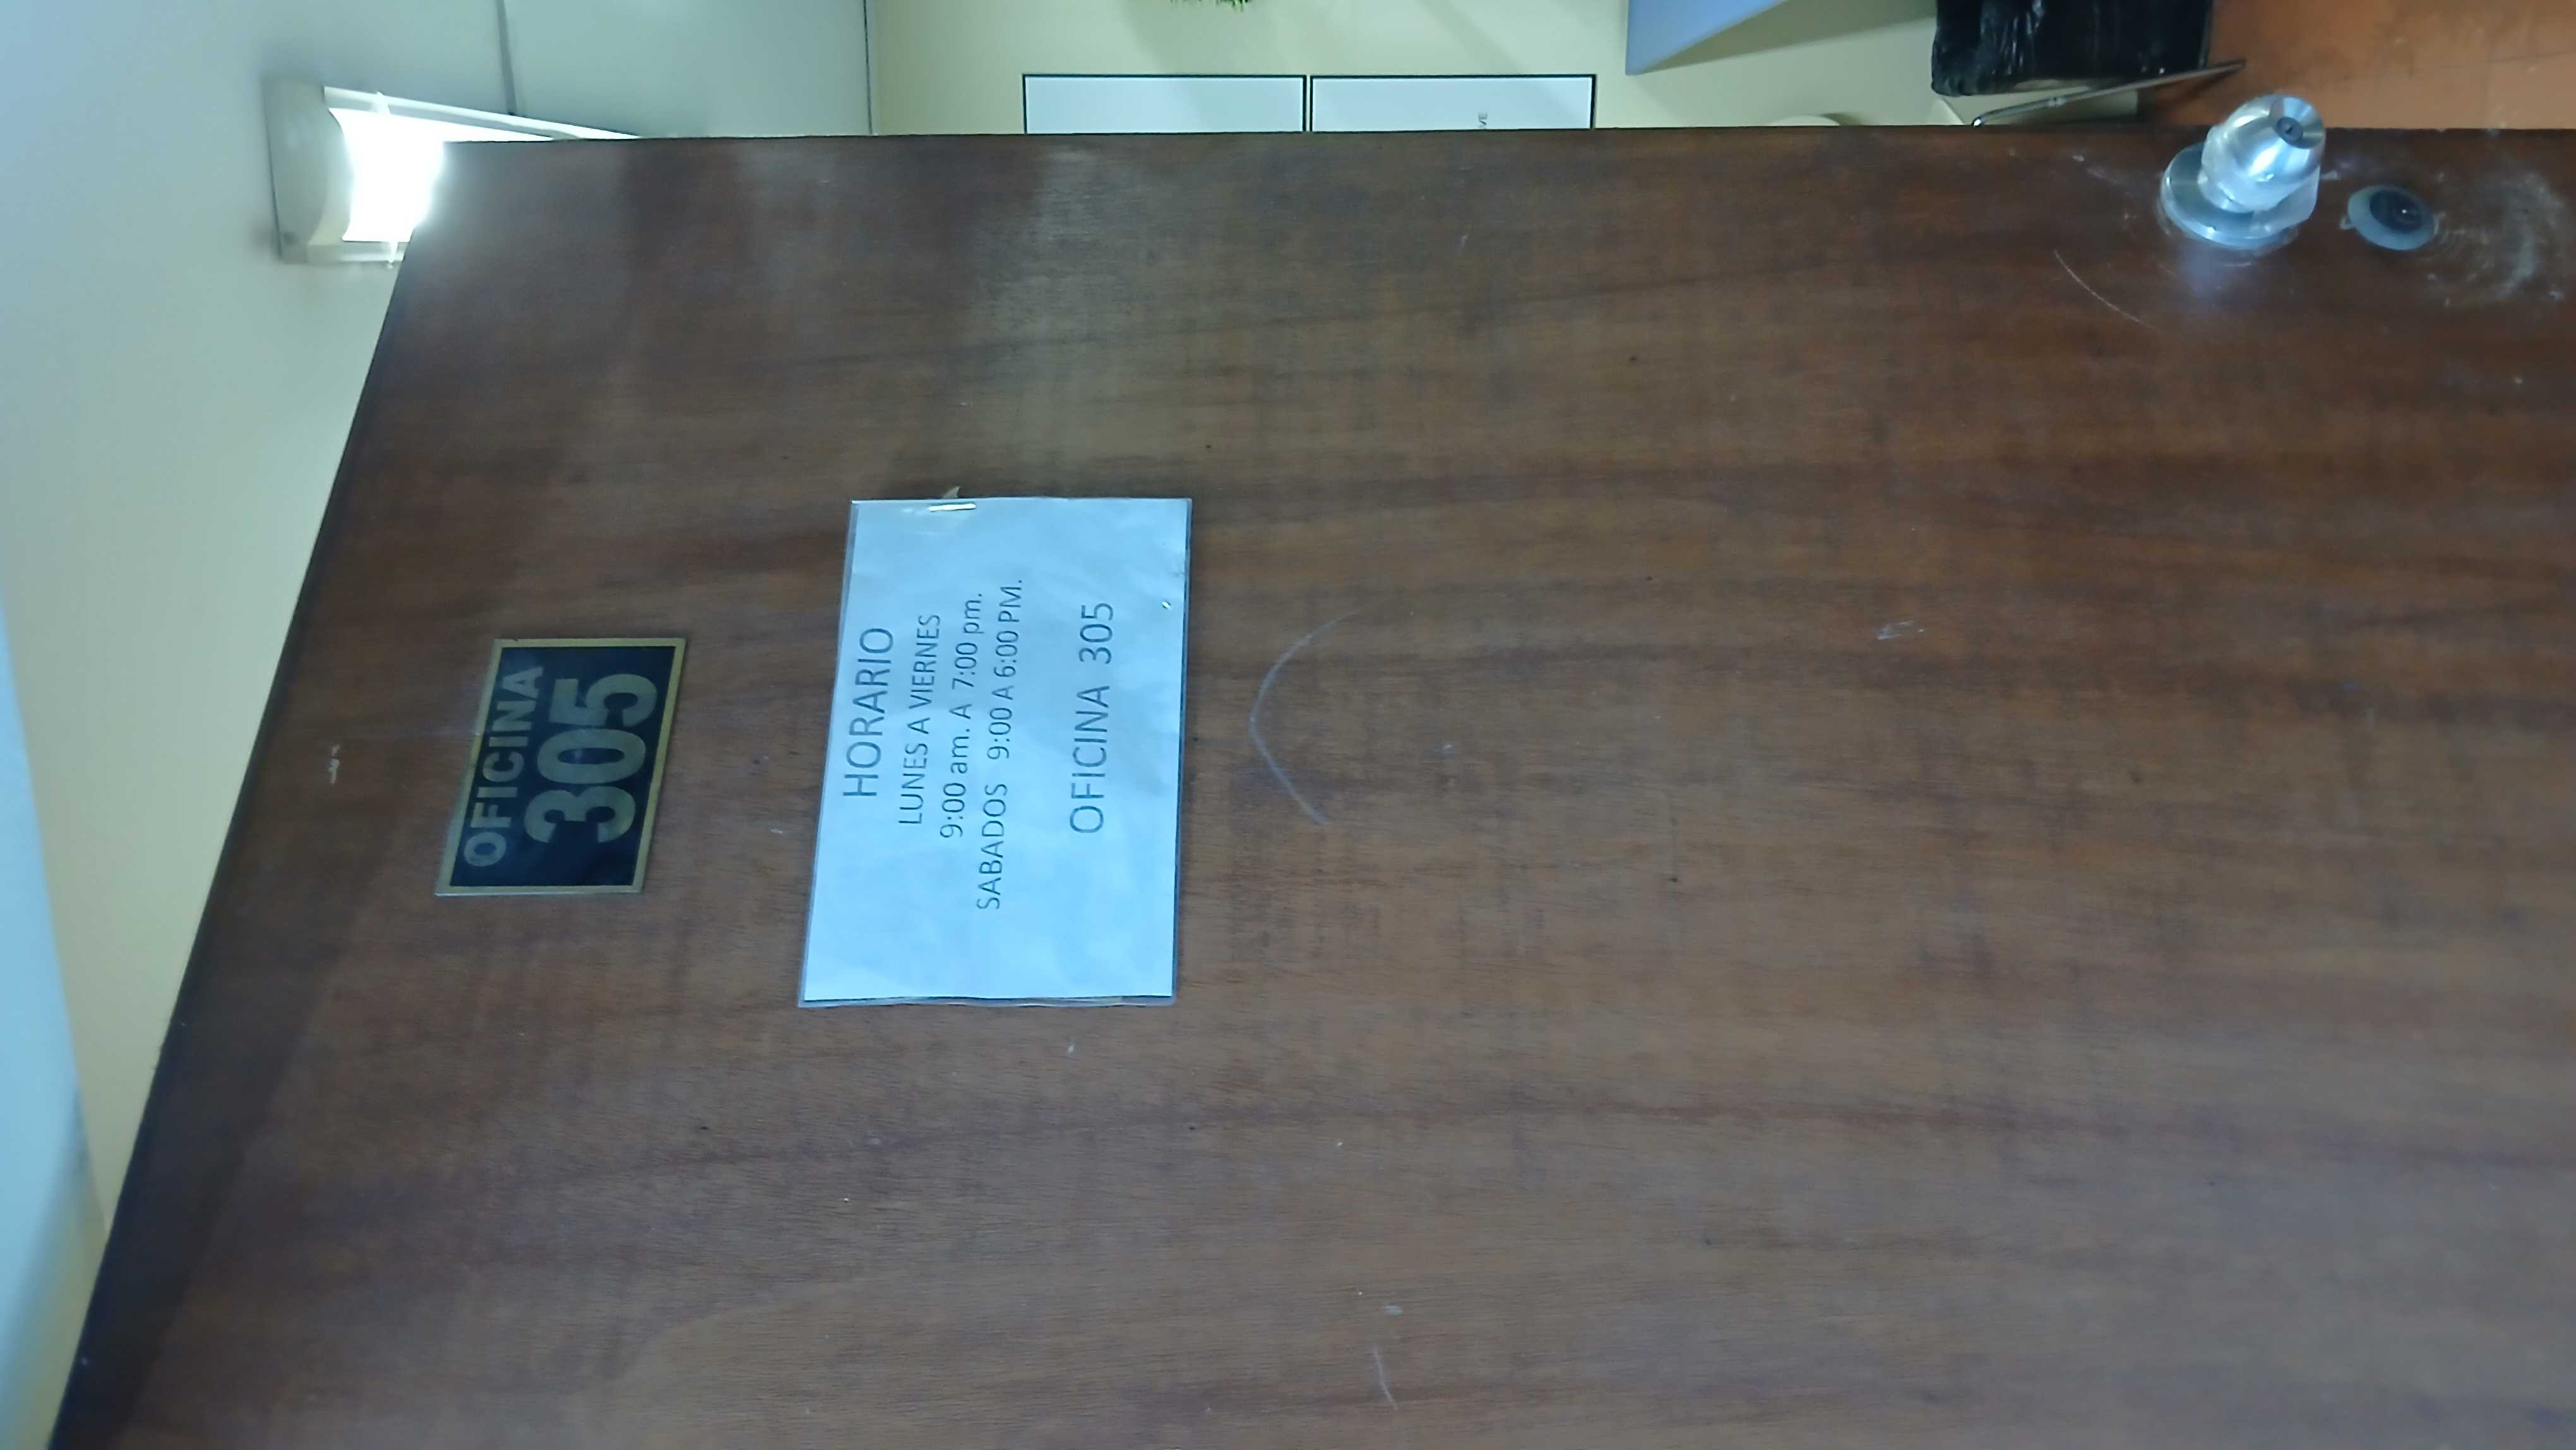 OFICINA
305
HORARIO
LUNES A VIERNES
9:00 am. A 7:00 pm.
SABADOS 9:00 A 6:00 PM.
OFICINA 305